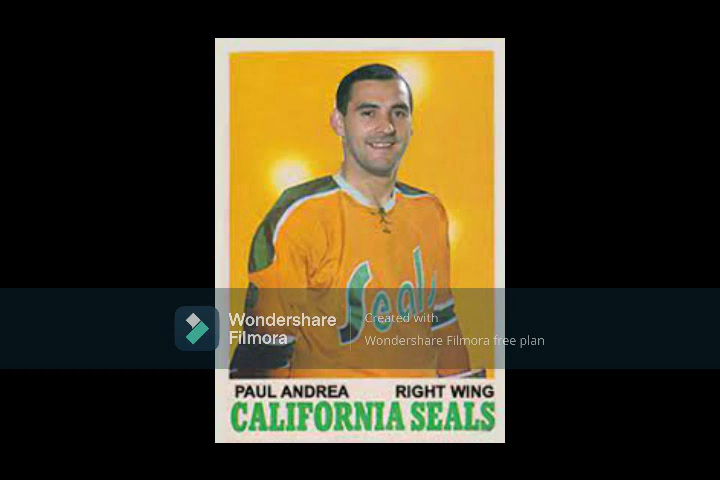 Seals
Wondershare
Filmora
Created with
Wondershare Filmora free plan
PAUL ANDREA RIGHT WING
CALIFORNIA SEALS